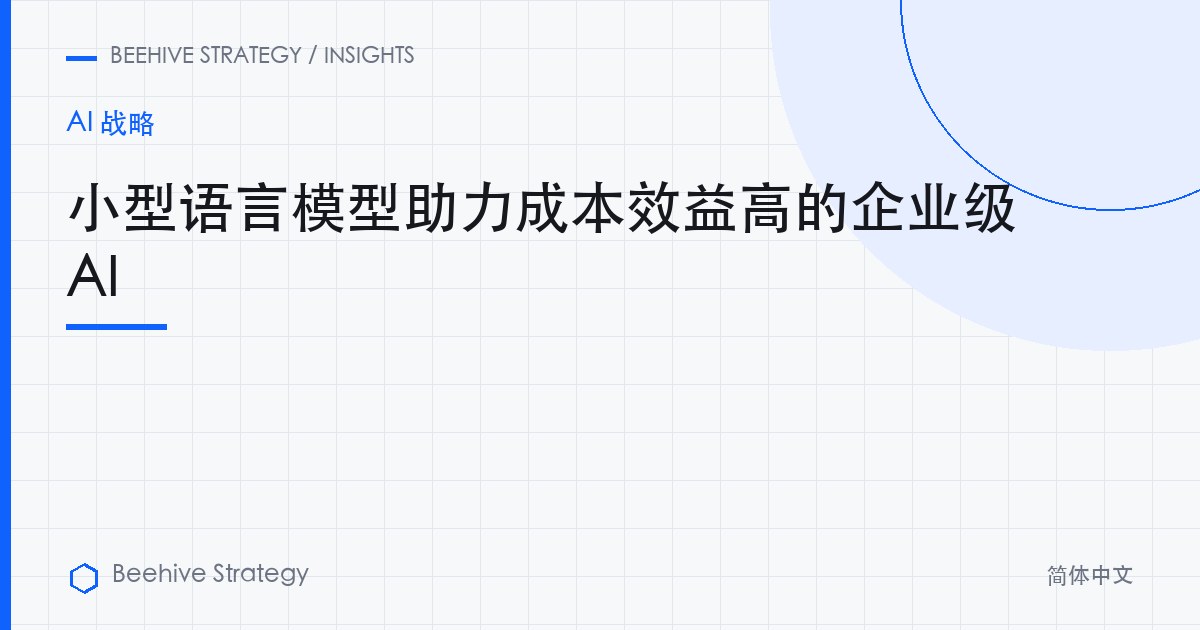 BEEHIVE STRATEGY / INSIGHTS
AI 战略
小型语言模型助力成本效益高的企业级
AI
Beehive Strategy
简体中文